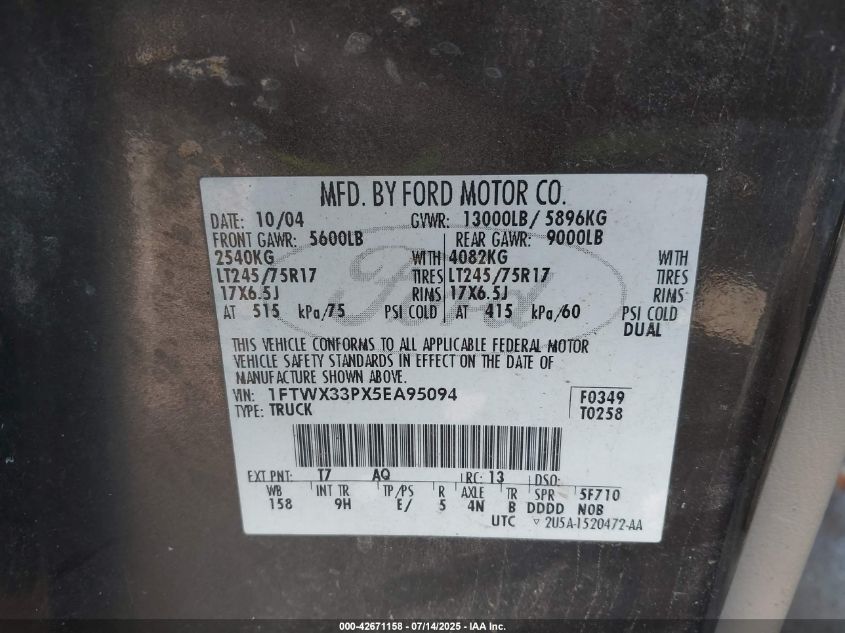 MFD. BY FORD MOTOR CO.
DATE: 10/04 GVWR: 13000LB/ 5896KG
FRONT GAWR: 5600LB REAR GAWR: 9000LB
2540KG WITH 4082KG WITH
LT245/75R17 TIRES LT245/75R17 TIRES
17X6.5J RIMS 17X6.5J RIMS
AT 515 kPa/75 PSI COLD AT 415 kPa/60 PSI COLD
DUAL
Ford
THIS VEHICLE CONFORMS TO ALL APPLICABLE FEDERAL MOTOR
VEHICLE SAFETY STANDARDS IN EFFECT ON THE DATE OF
MANUFACTURE SHOWN ABOVE.
VIN: 1FTWX33PX5EA95094 F0349
TYPE: TRUCK T0258
EXT PNT: T7 AQ RC: 13 DSO:
WB INT TR TP/PS R AXLE TR SPR 5F710
158 9H E/ 5 4N B DDDD NOB
UTC ▽ 2U5A-1520472-AA
000-42671158 - 07/14/2025 - IAA Inc.